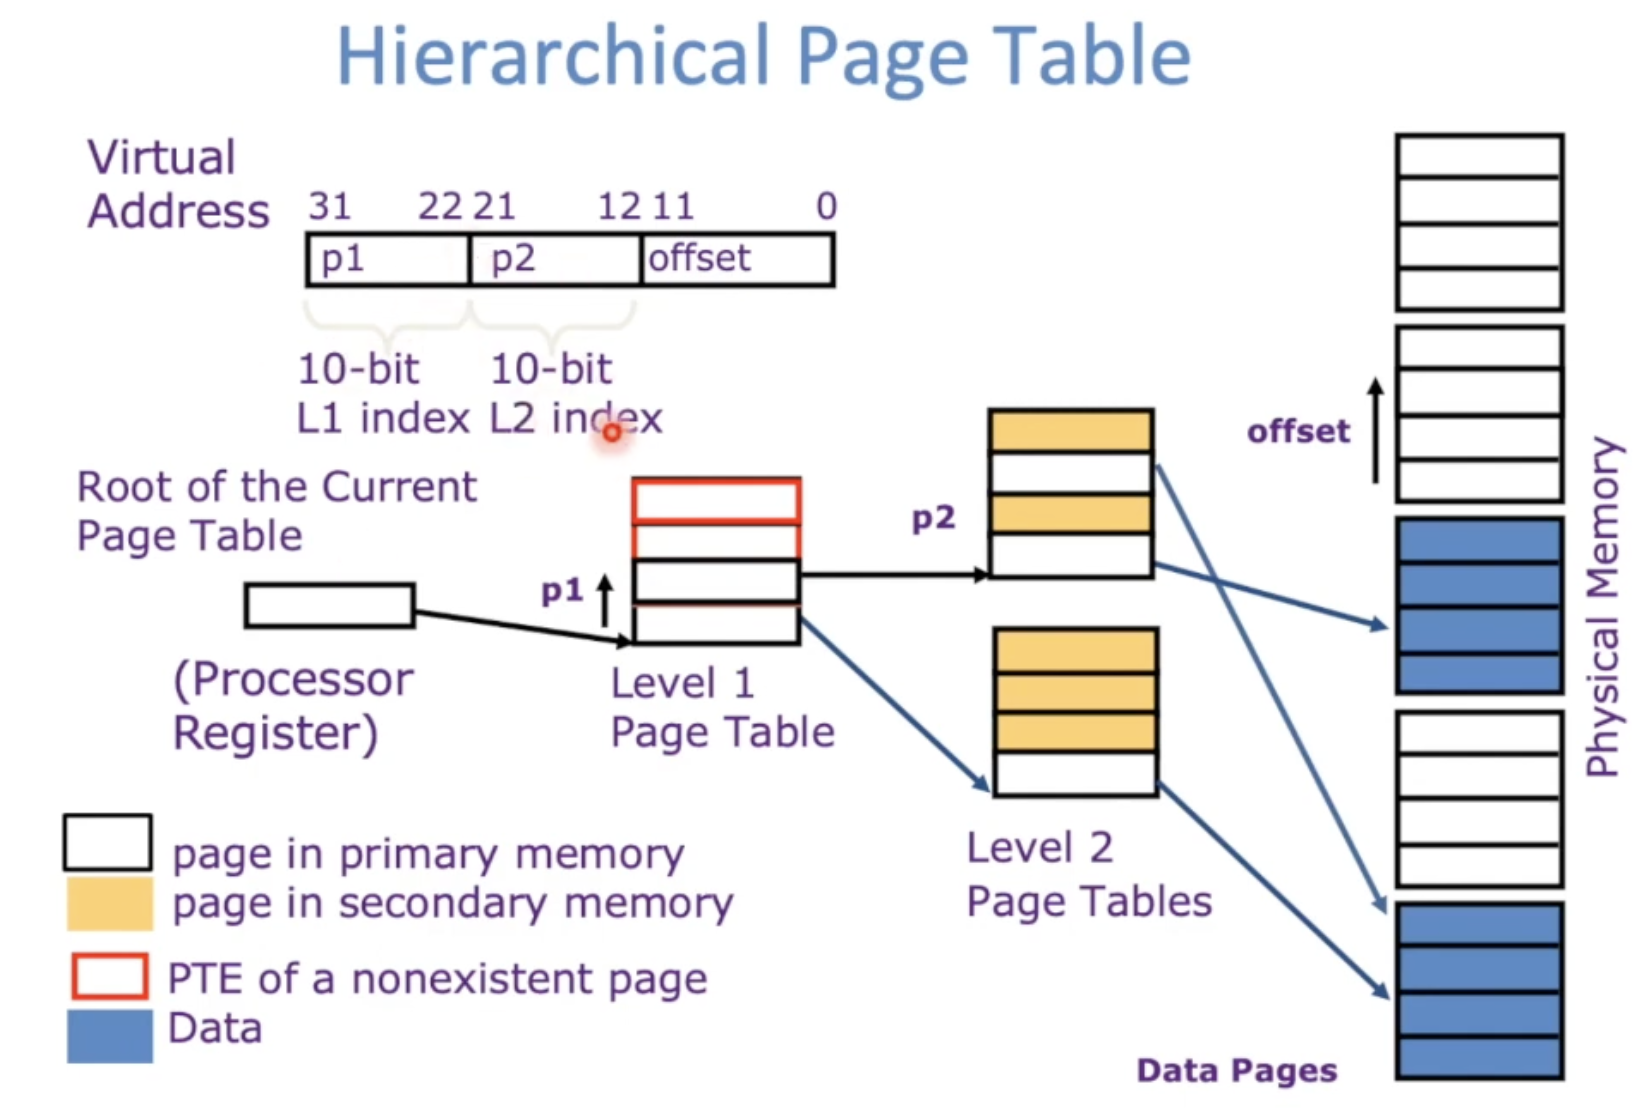 Hierarchical Page Table
Virtual
Address
31 22 21 12 11 0
p1 p2 offset
10-bit 10-bit
L1 index L2 index
Root of the Current
Page Table
(Processor
Register)
p1
Level 1
Page Table
p2
Level 2
Page Tables
offset
Physical Memory
Data Pages
page in primary memory
page in secondary memory
PTE of a nonexistent page
Data